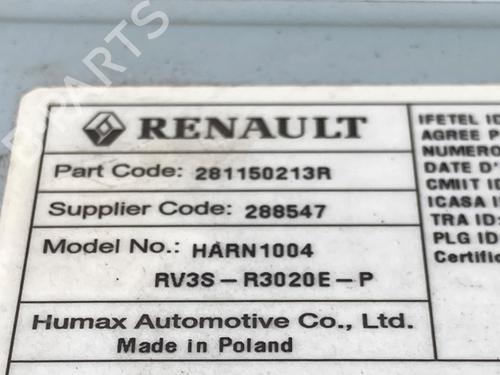 RENAULT
Part Code: 281150213R
Supplier Code: 288547
Model No.: HARN1004
RV3S-R3020E-P
Humax Automotive Co., Ltd.
Made in Poland
IFETEL ID
AGREE P
NUMERO
DATE D'
CMIIT ID
ICASA I
TRA ID:
PLG ID:
Certific
PARTS